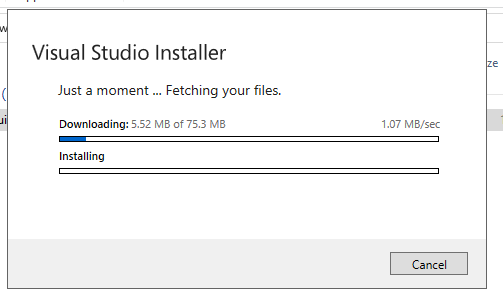 Visual Studio Installer
Just a moment ... Fetching your files.
Downloading: 5.52 MB of 75.3 MB 1.07 MB/sec
Installing
Cancel